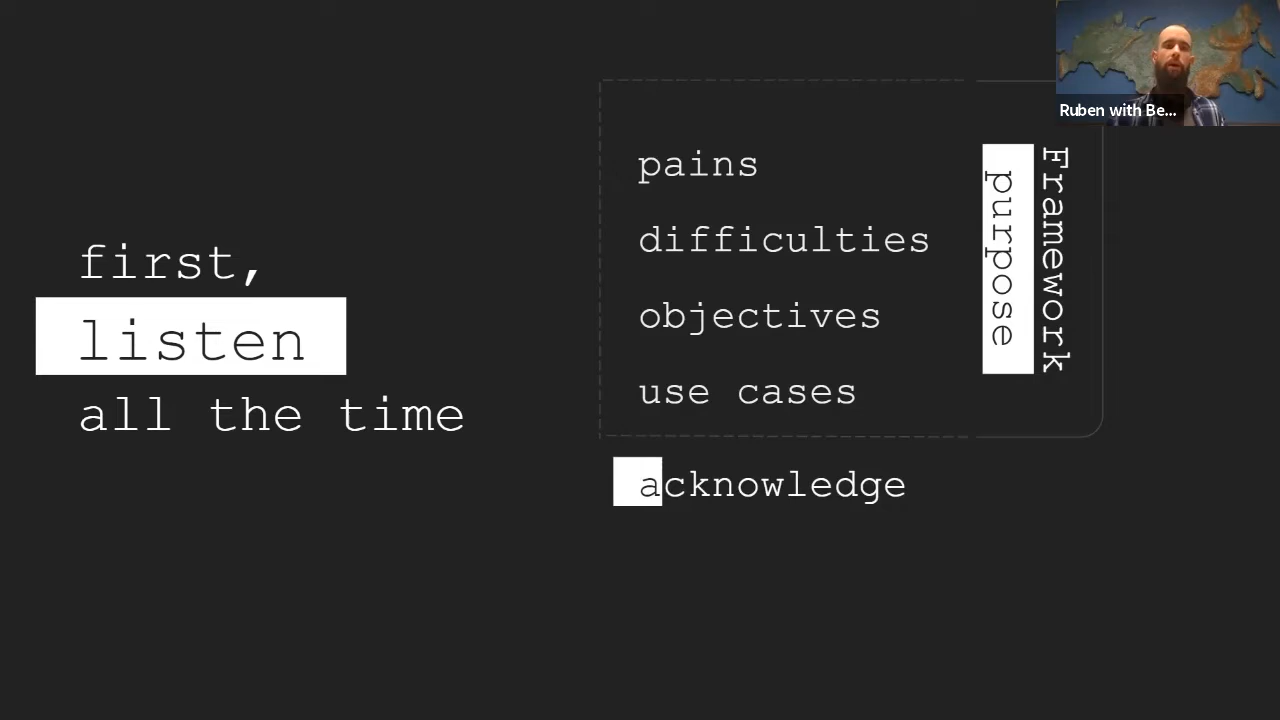 first,
listen
all the time
pains
difficulties
objectives
use cases
acknowledge
Framework
purpose
Ruben with Be...